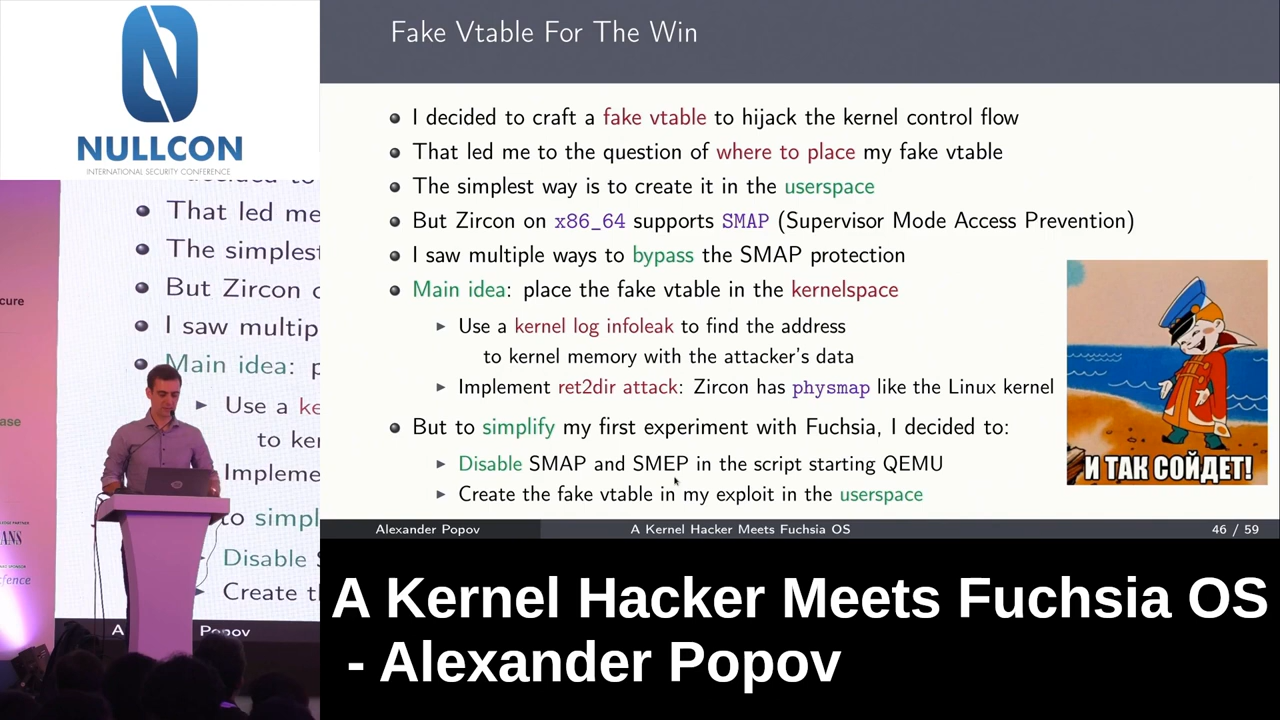 NULLCON
INTERNATIONAL SECURITY CONFERENCE
Fake Vtable For The Win
I decided to craft a fake vtable to hijack the kernel control flow
That led me to the question of where to place my fake vtable
The simplest way is to create it in the userspace
But Zircon on x86_64 supports SMAP (Supervisor Mode Access Prevention)
I saw multiple ways to bypass the SMAP protection
Main idea: place the fake vtable in the kernelspace
Use a kernel log infoleak to find the address
to kernel memory with the attacker's data
Implement ret2dir attack: Zircon has physmap like the Linux kernel
But to simplify my first experiment with Fuchsia, I decided to:
Disable SMAP and SMEP in the script starting QEMU
Create the fake vtable in my exploit in the userspace
И ТАК СОЙДЕТ!
Alexander Popov
A Kernel Hacker Meets Fuchsia OS
46 / 59
That led me
The simplest
But Zircon
I saw multip
Main idea: p
Use a ke
to ker
Impleme
to simpl
Disable
Create t
Popov
cure
ase
ANS
A Kernel Hacker Meets Fuchsia OS
- Alexander Popov